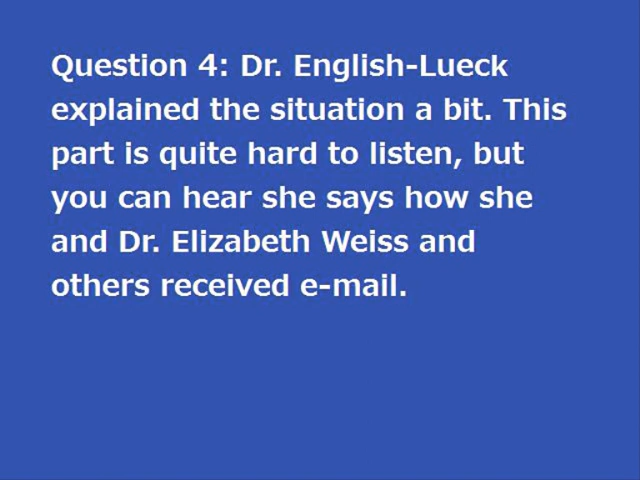 Question 4: Dr. English-Lueck
explained the situation a bit. This
part is quite hard to listen, but
you can hear she says how she
and Dr. Elizabeth Weiss and
others received e-mail.